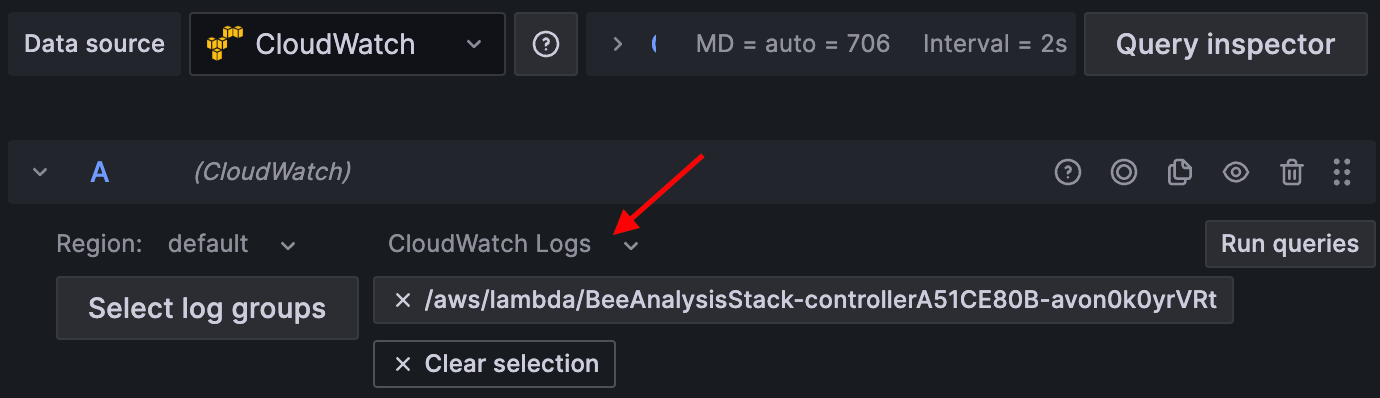 Data source CloudWatch MD = auto = 706 Interval = 2s Query inspector
A (CloudWatch)
Region: default CloudWatch Logs Run queries
Select log groups /aws/lambda/BeeAnalysisStack-controllerA51CE80B-avon0k0yrVRt
Clear selection